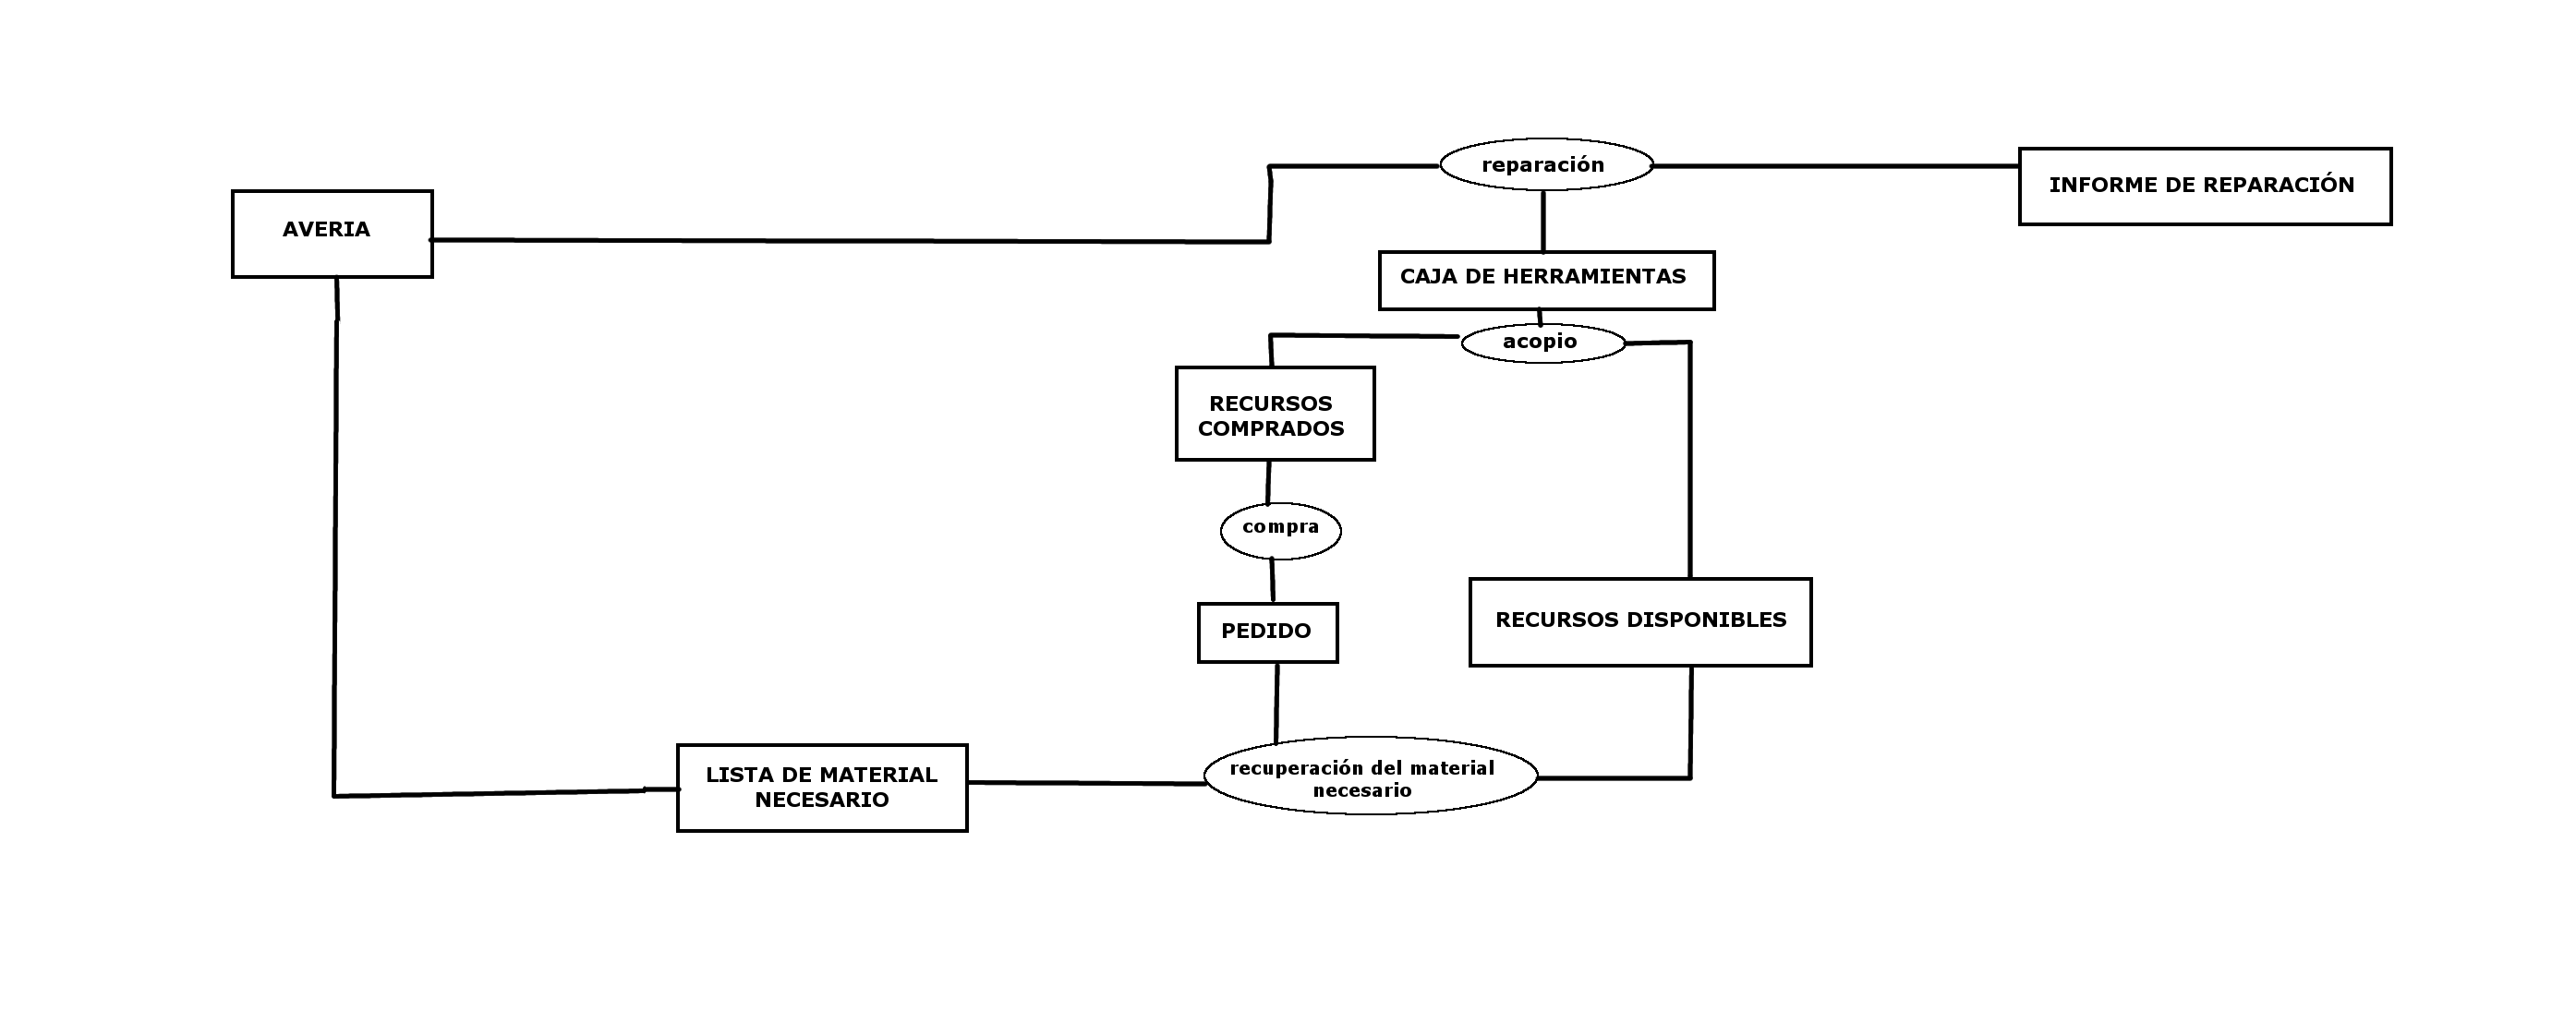 reparación
INFORME DE REPARACIÓN
AVERIA
CAJA DE HERRAMIENTAS
acopio
RECURSOS
COMPRADOS
compra
PEDIDO
RECURSOS DISPONIBLES
LISTA DE MATERIAL
NECESARIO
recuperación del material
necesario